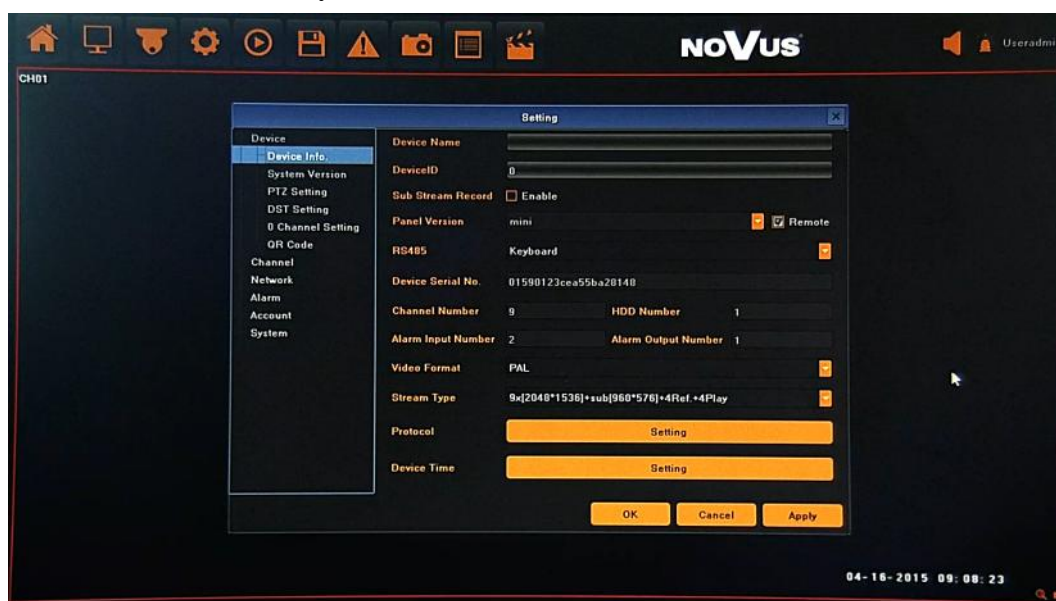 NOVUS
Useradmi
CH01
Setting
Device
Device Info.
System Version
PTZ Setting
DST Setting
0 Channel Setting
QR Code
Channel
Network
Alarm
Account
System
Device Name
DeviceID 0
Sub Stream Record Enable
Panel Version mini Remote
RS485 Keyboard
Device Serial No. 01590123cea55ba28140
Channel Number 9 HDD Number 1
Alarm Input Number 2 Alarm Output Number 1
Video Format PAL
Stream Type 9x[2048*1536]+sub[960*576]+4Ref.+4Play
Protocol Setting
Device Time Setting
OK Cancel Apply
04-16-2015 09:08:23